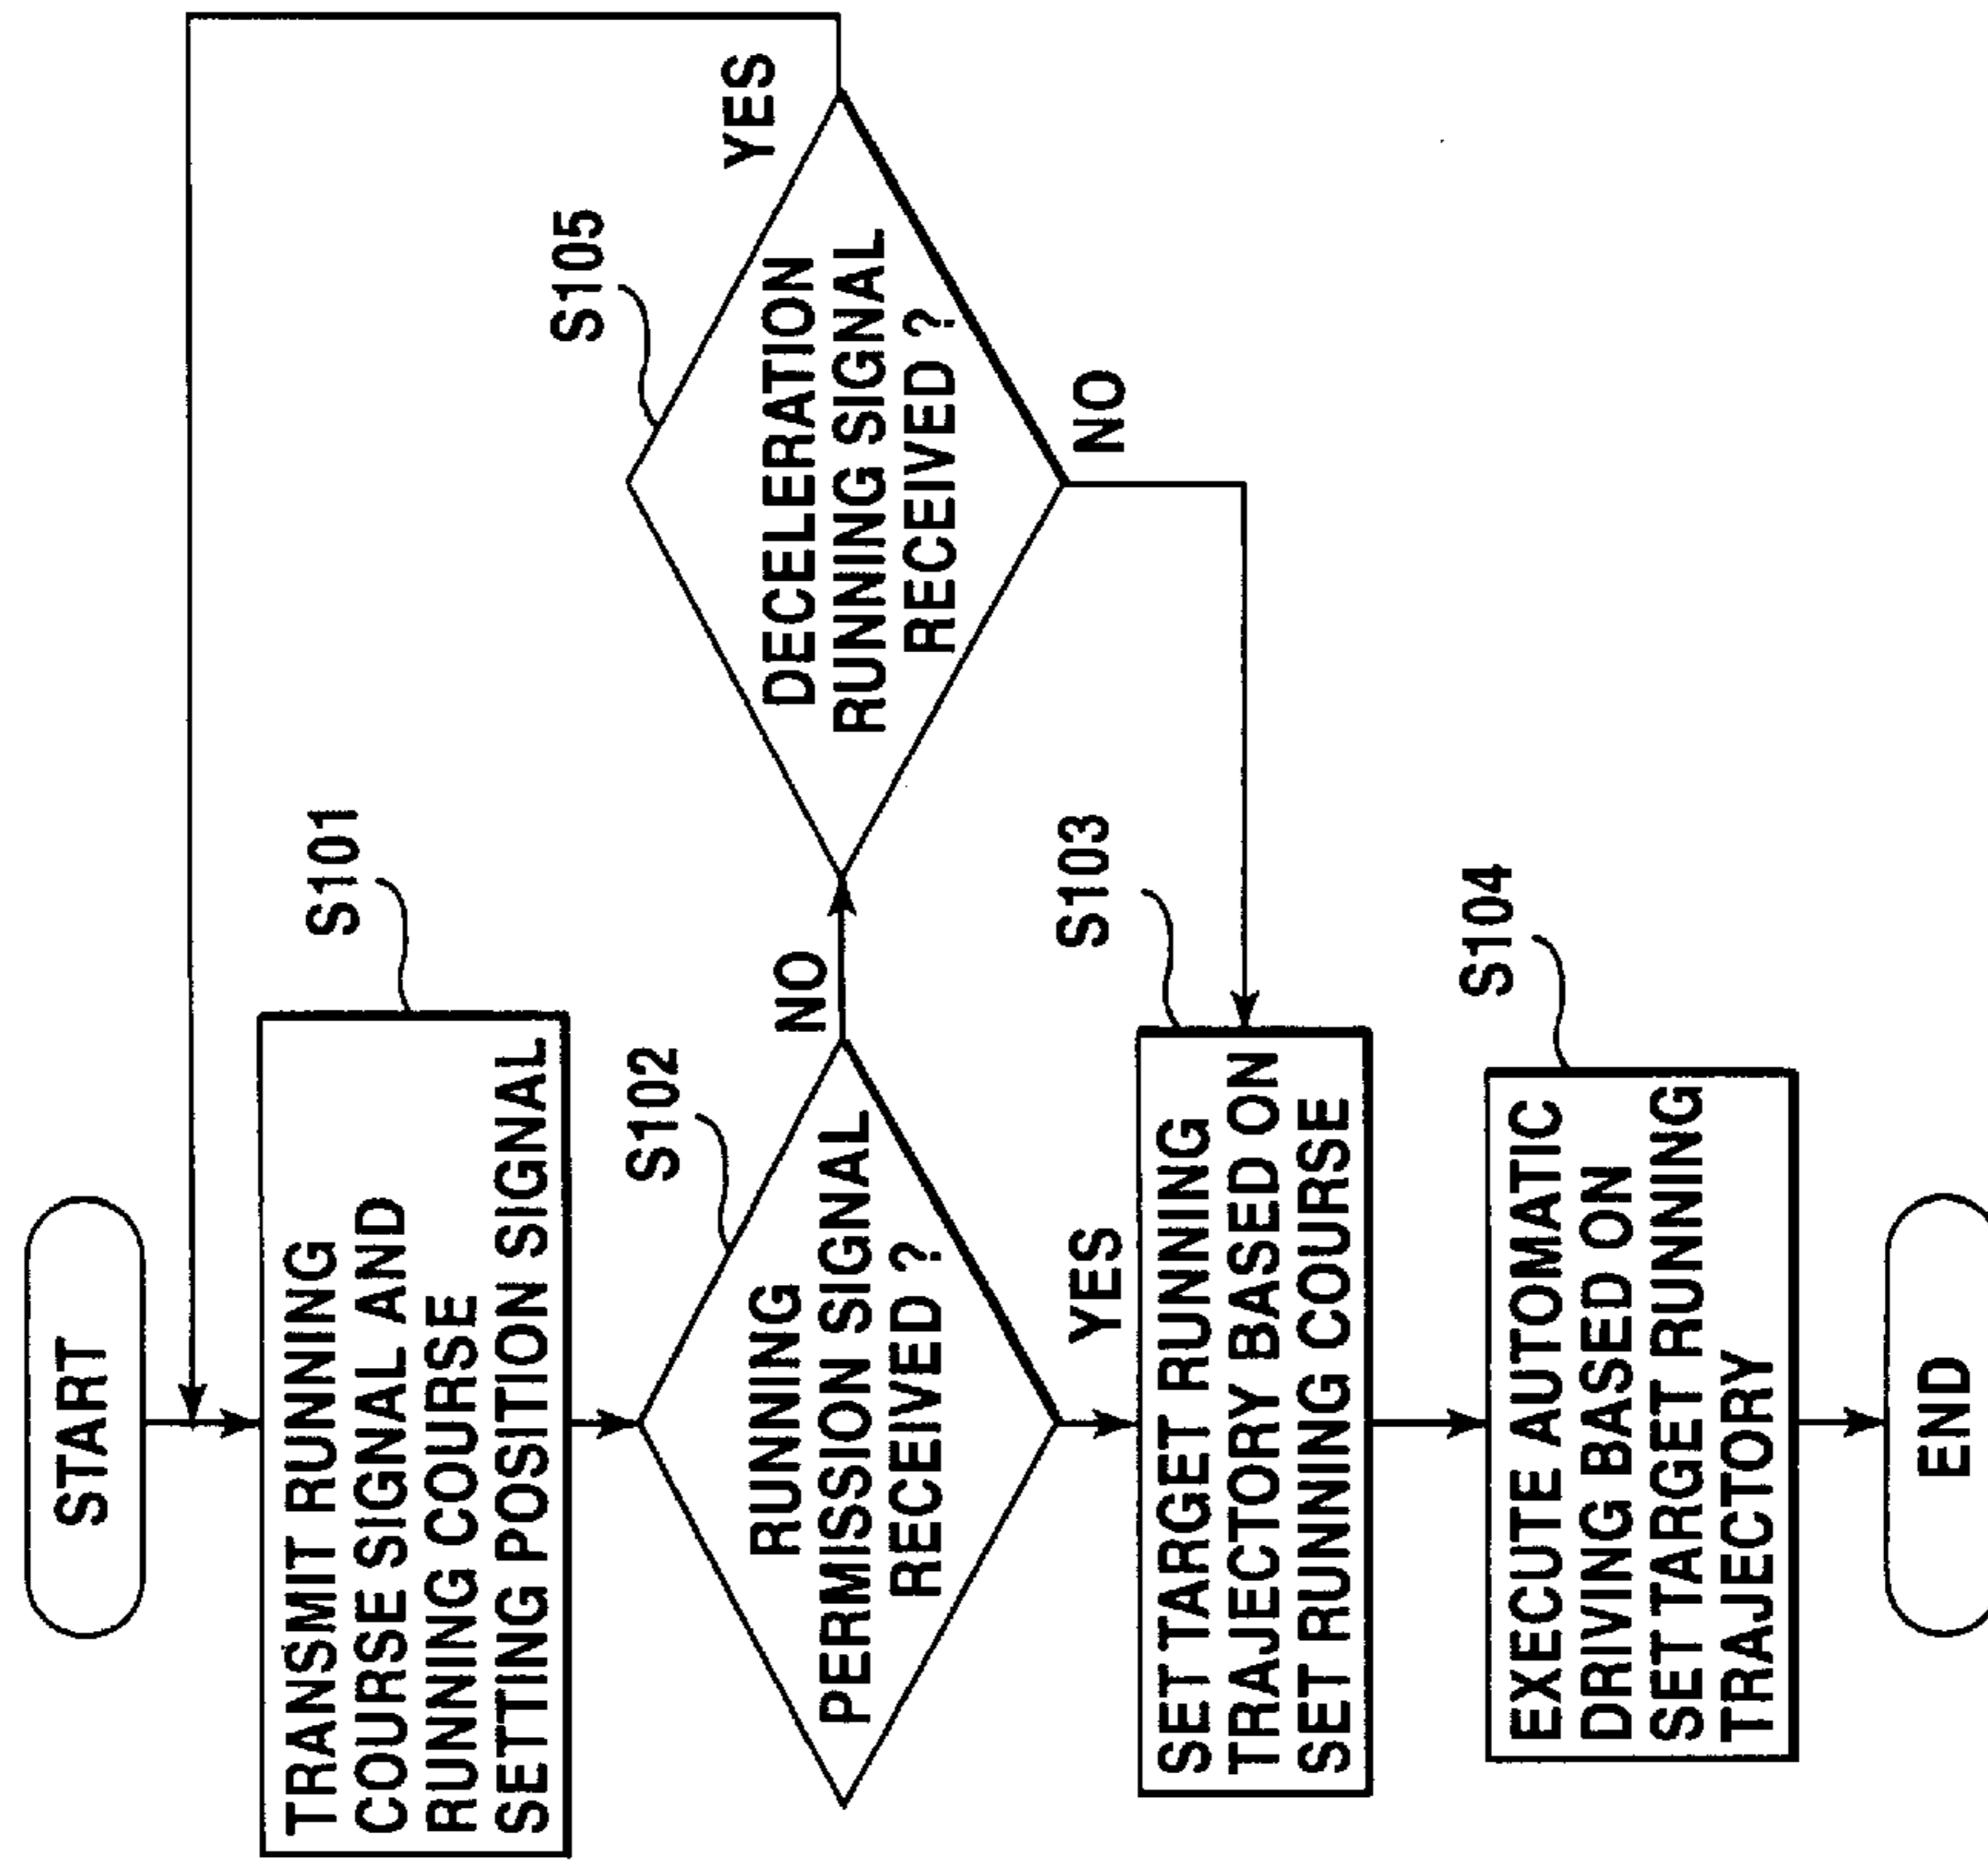 START
S101
TRANSMIT RUNNING
COURSE SIGNAL AND
RUNNING COURSE
SETTING POSITION SIGNAL
S102
RUNNING
PERMISSION SIGNAL
RECEIVED ?
NO
YES
S105
DECELERATION
RUNNING SIGNAL
RECEIVED ?
YES
NO
S103
SET TARGET RUNNING
TRAJECTORY BASED ON
SET RUNNING COURSE
S104
EXECUTE AUTOMATIC
DRIVING BASED ON
SET TARGET RUNNING
TRAJECTORY
END